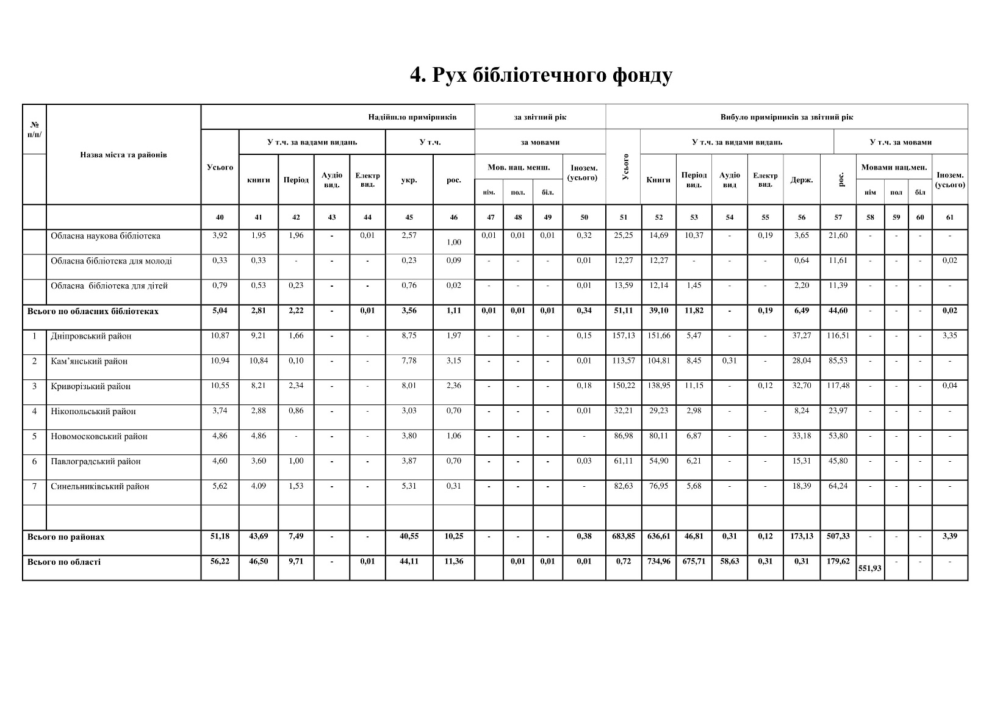 4. Рух бібліотечного фонду
№ п/п/ Назва міста та районів Надійшло примірників за звітний рік Вибуло примірників за звітний рік
Усього У т.ч. за вадами видань У т.ч. за мовами Усього У т.ч. за видами видань У т.ч. за мовами
книги Період Аудіо вид. Електр вид. укр. рос. Мов. нац. менш. Інозем. (усього) Книги Період вид. Аудіо вид Електр вид. Держ. рос. Мовами нац.мен. Інозем. (усього)
нім. пол. біл. нім пол біл
40 41 42 43 44 45 46 47 48 49 50 51 52 53 54 55 56 57 58 59 60 61
Обласна наукова бібліотека 3,92 1,95 1,96 - 0,01 2,57 1,00 0,01 0,01 0,01 0,32 25,25 14,69 10,37 - 0,19 3,65 21,60 - - - -
Обласна бібліотека для молоді 0,33 0,33 - - - 0,23 0,09 - - - 0,01 12,27 12,27 - - - 0,64 11,61 - - - 0,02
Обласна бібліотека для дітей 0,79 0,53 0,23 - - 0,76 0,02 - - - 0,01 13,59 12,14 1,45 - - 2,20 11,39 - - - -
Всього по обласних бібліотеках 5,04 2,81 2,22 - 0,01 3,56 1,11 0,01 0,01 0,01 0,34 51,11 39,10 11,82 - 0,19 6,49 44,60 - - - 0,02
1 Дніпровський район 10,87 9,21 1,66 - - 8,75 1,97 - - - 0,15 157,13 151,66 5,47 - - 37,27 116,51 - - - 3,35
2 Кам’янський район 10,94 10,84 0,10 - - 7,78 3,15 - - - 0,01 113,57 104,81 8,45 0,31 - 28,04 85,53 - - - -
3 Криворізький район 10,55 8,21 2,34 - - 8,01 2,36 - - - 0,18 150,22 138,95 11,15 - 0,12 32,70 117,48 - - - 0,04
4 Нікопольський район 3,74 2,88 0,86 - - 3,03 0,70 - - - 0,01 32,21 29,23 2,98 - - 8,24 23,97 - - - -
5 Новомосковський район 4,86 4,86 - - - 3,80 1,06 - - - - 86,98 80,11 6,87 - - 33,18 53,80 - - - -
6 Павлоградський район 4,60 3,60 1,00 - - 3,87 0,70 - - - 0,03 61,11 54,90 6,21 - - 15,31 45,80 - - - -
7 Синельниківський район 5,62 4,09 1,53 - - 5,31 0,31 - - - - 82,63 76,95 5,68 - - 18,39 64,24 - - - -
Всього по районах 51,18 43,69 7,49 - - 40,55 10,25 - - - 0,38 683,85 636,61 46,81 0,31 0,12 173,13 507,33 - - - 3,39
Всього по області 56,22 46,50 9,71 - 0,01 44,11 11,36 0,01 0,01 0,01 0,72 734,96 675,71 58,63 0,31 0,31 179,62 551,93 - - -